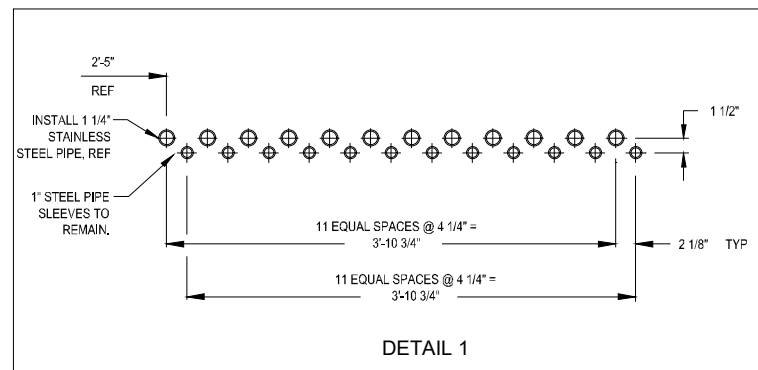 2'-5"
REF
INSTALL 1 1/4"
STAINLESS
STEEL PIPE, REF
1" STEEL PIPE
SLEEVES TO
REMAIN.
1 1/2"
11 EQUAL SPACES @ 4 1/4" =
3'-10 3/4"
2 1/8" TYP
11 EQUAL SPACES @ 4 1/4" =
3'-10 3/4"
DETAIL 1